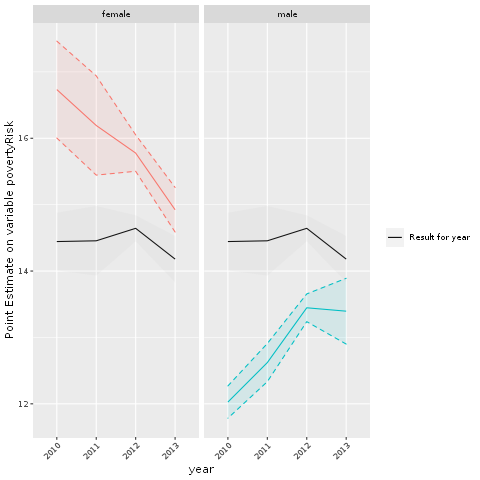 female
male
Point Estimate on variable povertyRisk
16
14
12
2010
2011
2012
2013
2010
2011
2012
2013
year
Result for year